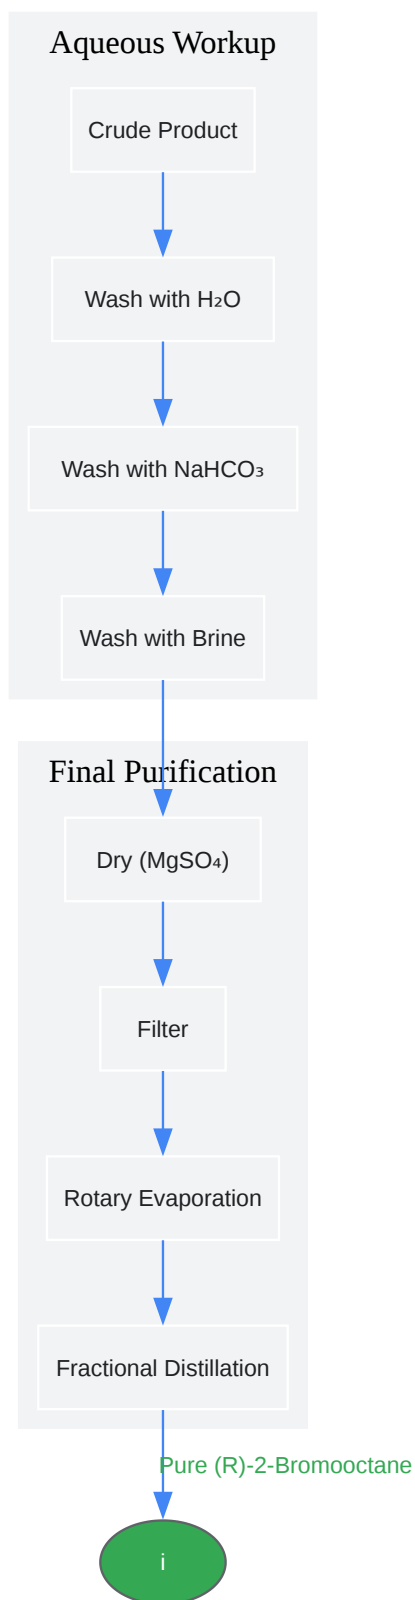 Aqueous Workup
Crude Product
Wash with H₂O
Wash with NaHCO₃
Wash with Brine
Final Purification
Dry (MgSO₄)
Filter
Rotary Evaporation
Fractional Distillation
Pure (R)-2-Bromooctane
i